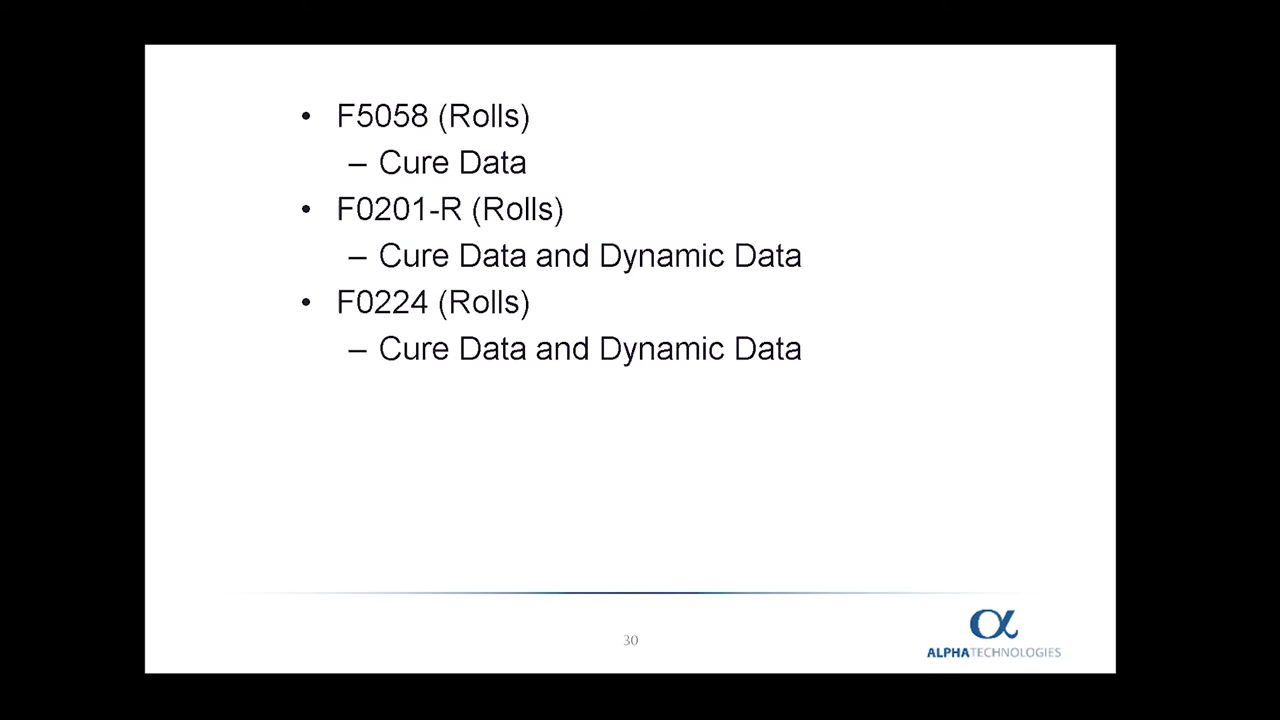 • F5058 (Rolls)
– Cure Data
• F0201-R (Rolls)
– Cure Data and Dynamic Data
• F0224 (Rolls)
– Cure Data and Dynamic Data
30
α
ALPHATECHNOLOGIES